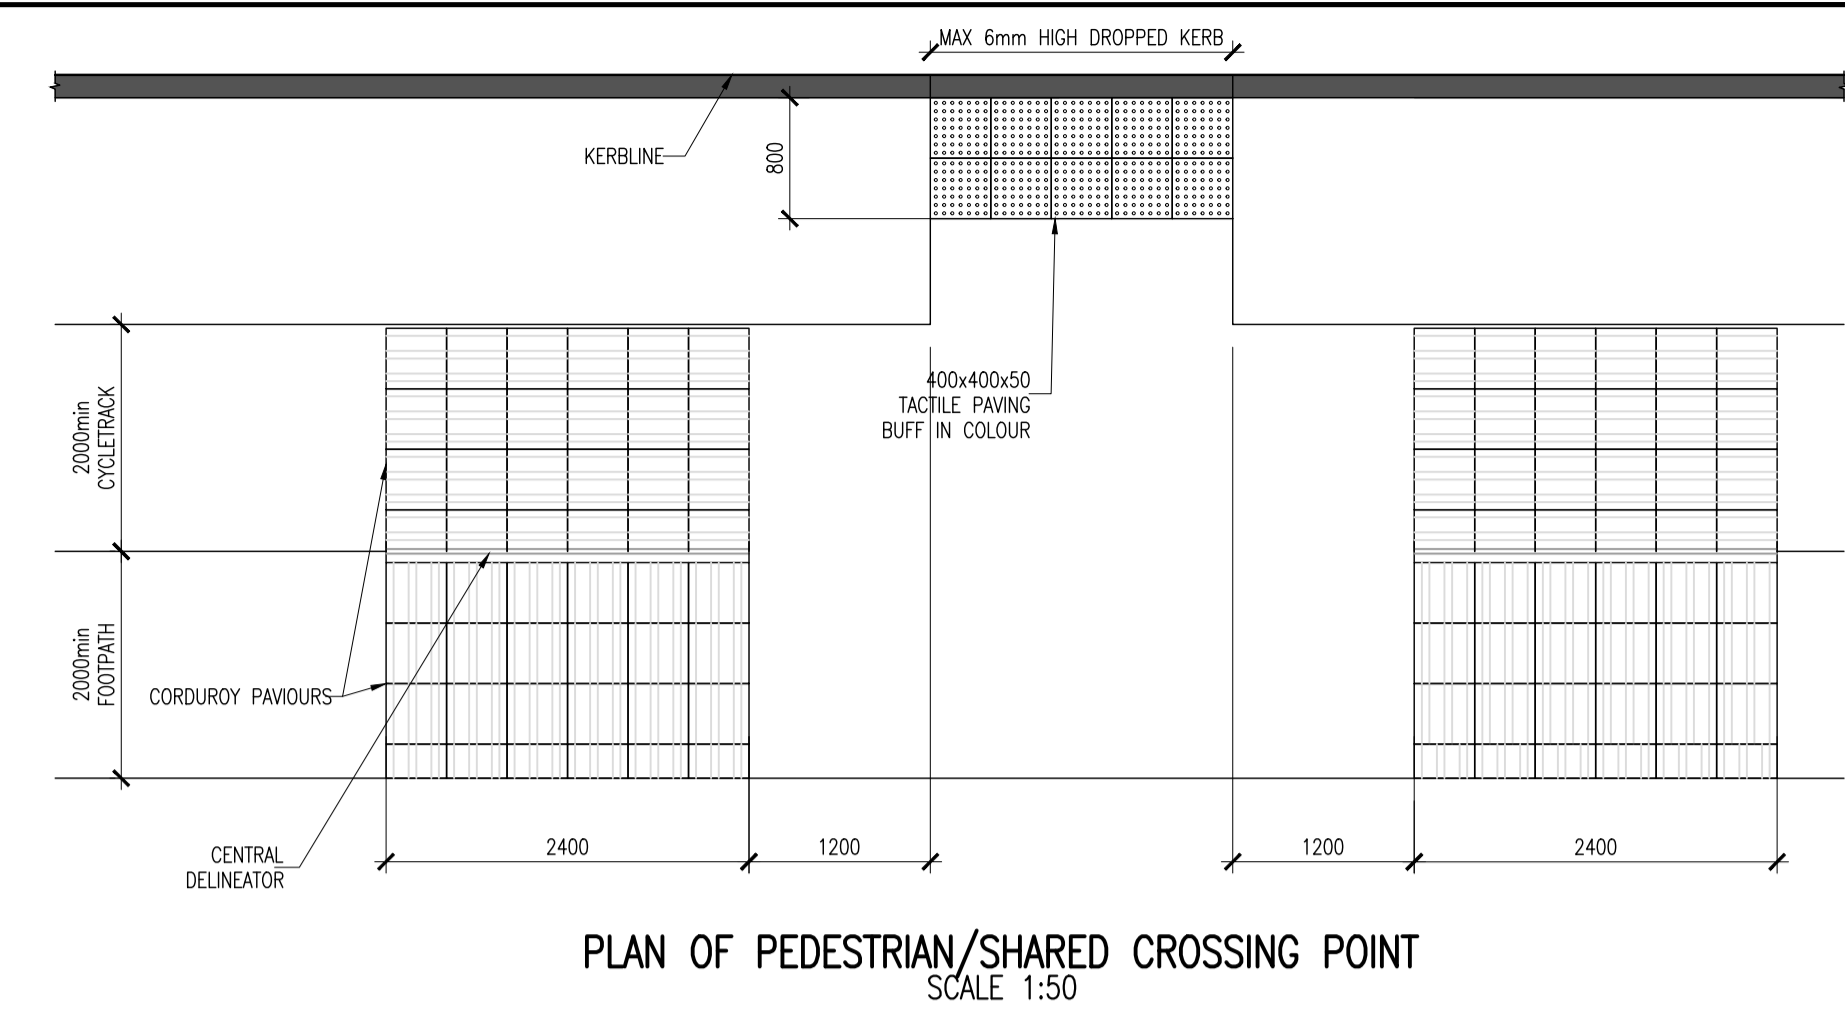 MAX 6mm HIGH DROPPED KERB
KERBLINE
800
400x400x50
TACTILE PAVING
BUFF IN COLOUR
2000min
CYCLETRACK
2000min
FOOTPATH
CORDUROY PAVIOURS
CENTRAL
DELINEATOR
2400
1200
1200
2400
PLAN OF PEDESTRIAN/SHARED CROSSING POINT
SCALE 1:50